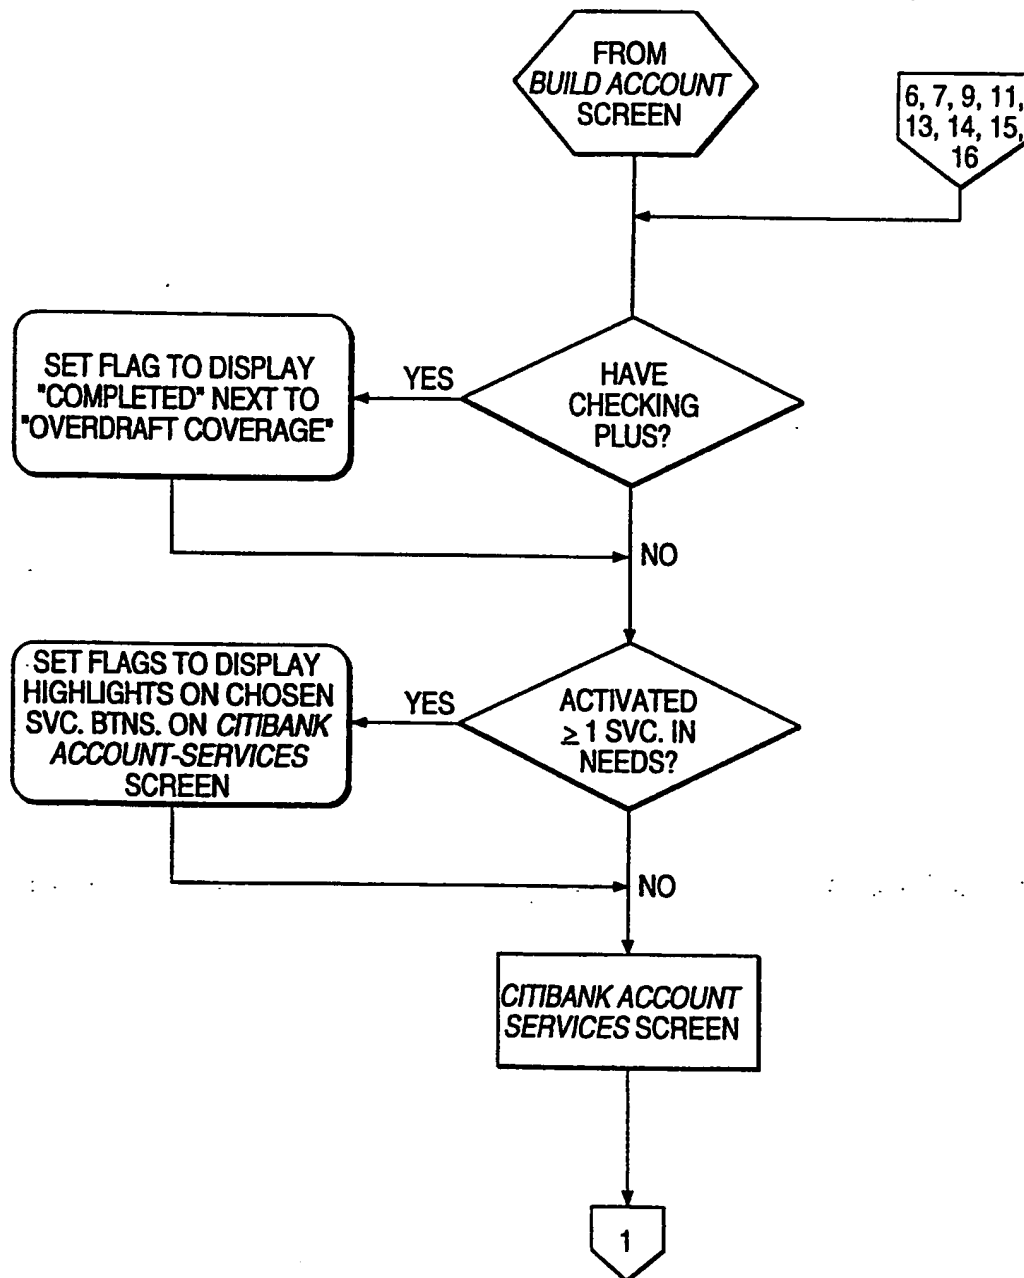 FROM
BUILD ACCOUNT
SCREEN
6, 7, 9, 11,
13, 14, 15,
16
SET FLAG TO DISPLAY
"COMPLETED" NEXT TO
"OVERDRAFT COVERAGE"
YES
HAVE
CHECKING
PLUS?
NO
SET FLAGS TO DISPLAY
HIGHLIGHTS ON CHOSEN
SVC. BTNS. ON CITIBANK
ACCOUNT-SERVICES
SCREEN
YES
ACTIVATED
≥ 1 SVC. IN
NEEDS?
NO
CITIBANK ACCOUNT
SERVICES SCREEN
1